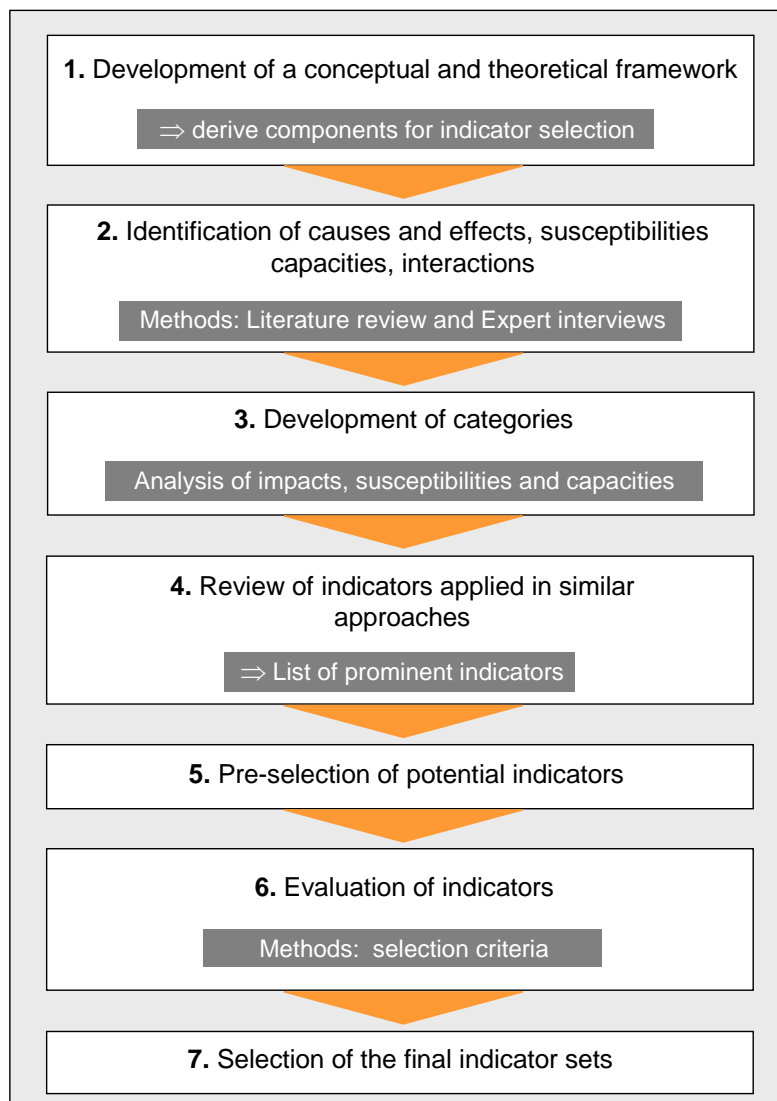 1. Development of a conceptual and theoretical framework
⇒ derive components for indicator selection
2. Identification of causes and effects, susceptibilities
capacities, interactions
Methods: Literature review and Expert interviews
3. Development of categories
Analysis of impacts, susceptibilities and capacities
4. Review of indicators applied in similar
approaches
⇒ List of prominent indicators
5. Pre-selection of potential indicators
6. Evaluation of indicators
Methods:  selection criteria
7. Selection of the final indicator sets